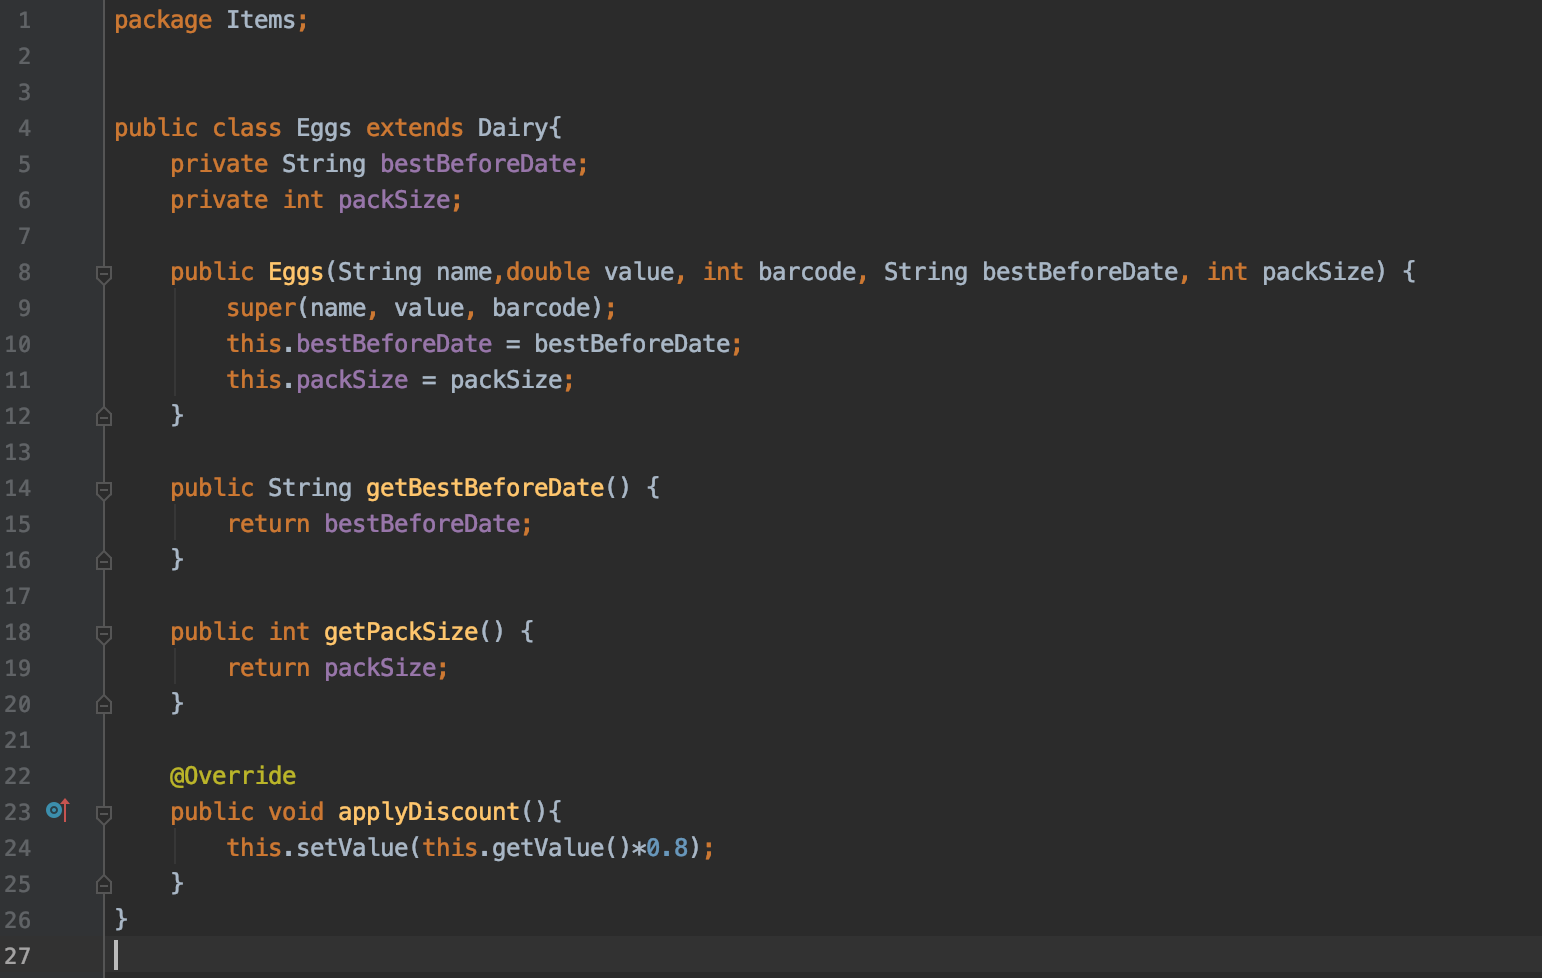 1 package Items;
2
3
4 public class Eggs extends Dairy{
5     private String bestBeforeDate;
6     private int packSize;
7
8     public Eggs(String name,double value, int barcode, String bestBeforeDate, int packSize) {
9         super(name, value, barcode);
10         this.bestBeforeDate = bestBeforeDate;
11         this.packSize = packSize;
12     }
13
14     public String getBestBeforeDate() {
15         return bestBeforeDate;
16     }
17
18     public int getPackSize() {
19         return packSize;
20     }
21
22     @Override
23     public void applyDiscount(){
24         this.setValue(this.getValue()*0.8);
25     }
26 }
27